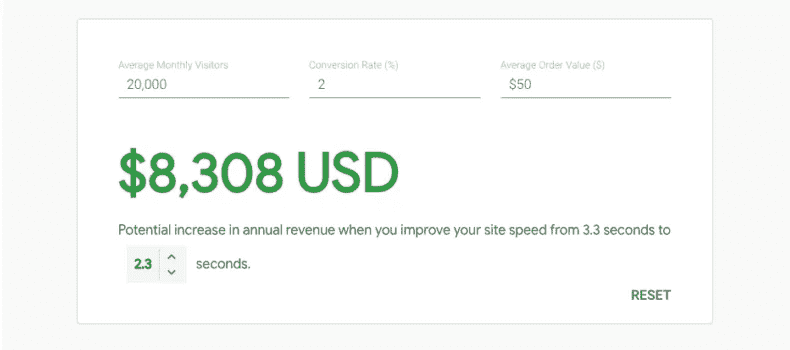 Average Monthly Visitors Conversion Rate (%) Average Order Value ($)
20,000 2 $50
$8,308 USD
Potential increase in annual revenue when you improve your site speed from 3.3 seconds to
2.3 seconds.
RESET